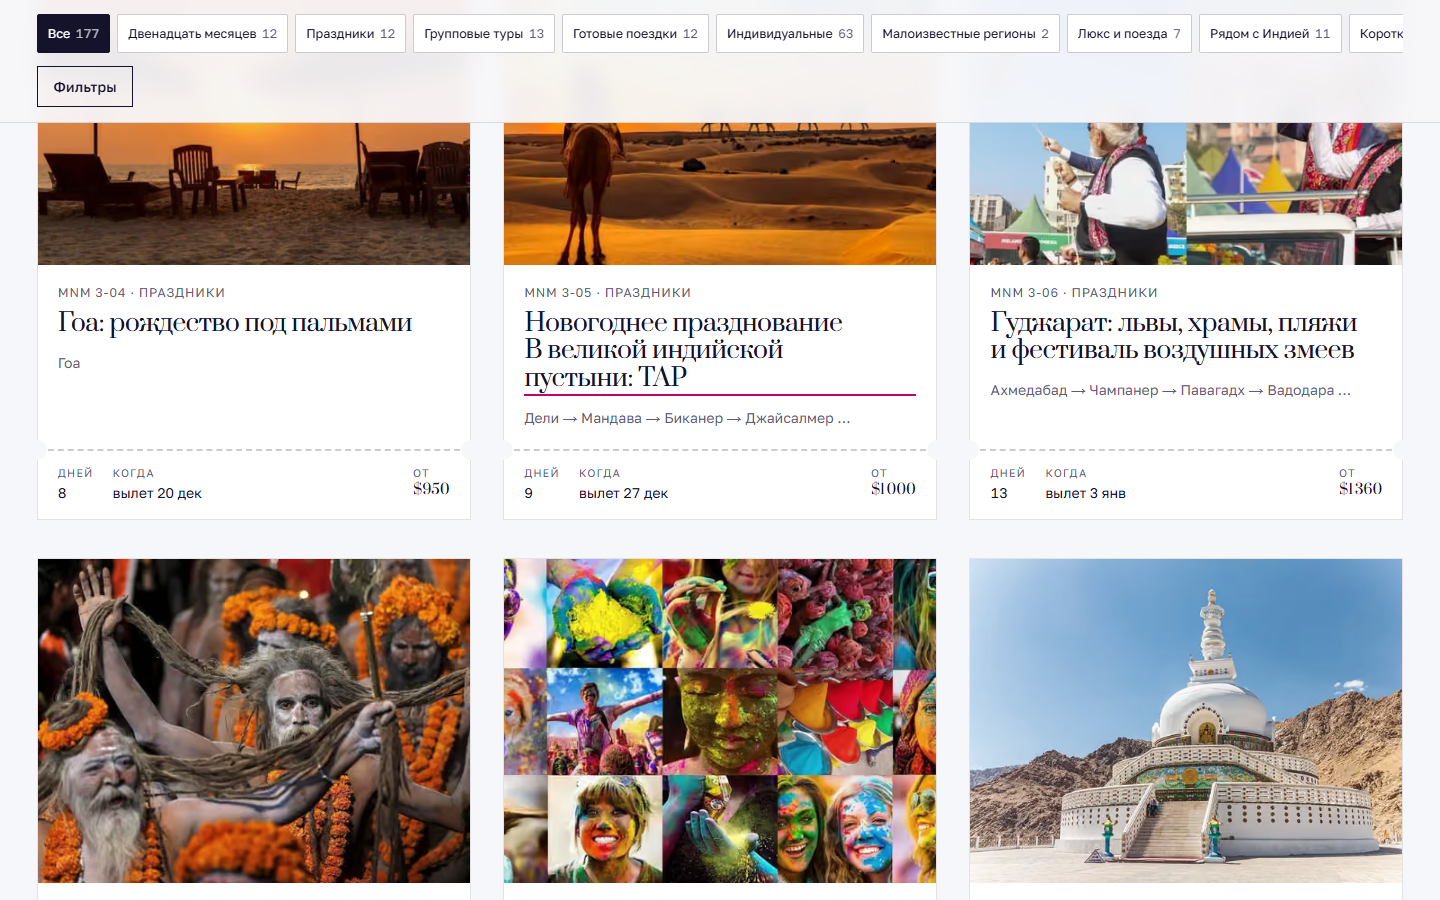 Все 177
Двенадцать месяцев 12
Праздники 12
Групповые туры 13
Готовые поездки 12
Индивидуальные 63
Малоизвестные регионы 2
Люкс и поезда 7
Рядом с Индией 11
Коротк
Фильтры
MNM 3-04 · ПРАЗДНИКИ
Гоа: рождество под пальмами
Гоа
ДНЕЙ
8
КОГДА
вылет 20 дек
ОТ
$950
MNM 3-05 · ПРАЗДНИКИ
Новогоднее празднование
В великой индийской
пустыни: ТАР
Дели → Мандава → Биканер → Джайсалмер ...
ДНЕЙ
9
КОГДА
вылет 27 дек
ОТ
$1000
MNM 3-06 · ПРАЗДНИКИ
Гуджарат: львы, храмы, пляжи
и фестиваль воздушных змеев
Ахмедабад → Чампанер → Павагадх → Вадодара ...
ДНЕЙ
13
КОГДА
вылет 3 янв
ОТ
$1360